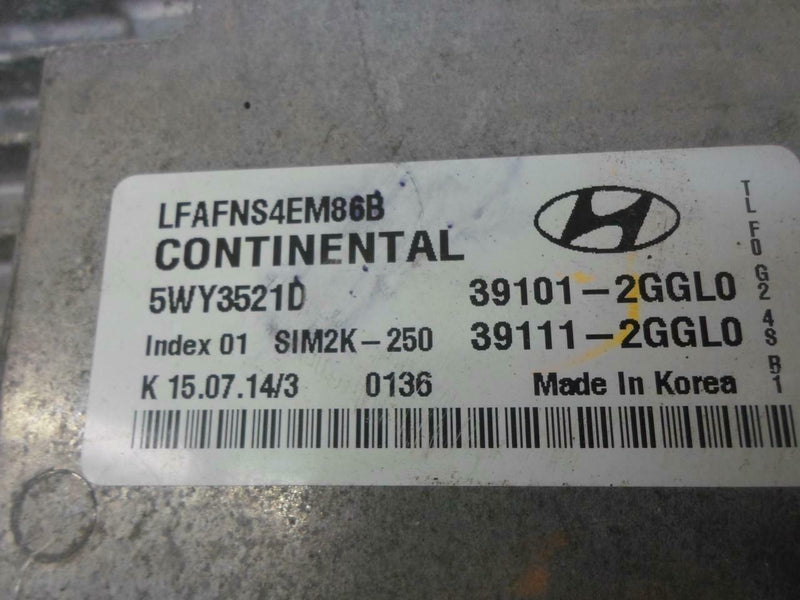 LFAFNS4EM86B
CONTINENTAL
5WY3521D 39101-2GGL0
Index 01 SIM2K-250 39111-2GGL0
K 15.07.14/3 0136 Made In Korea
TLF0G24SB1